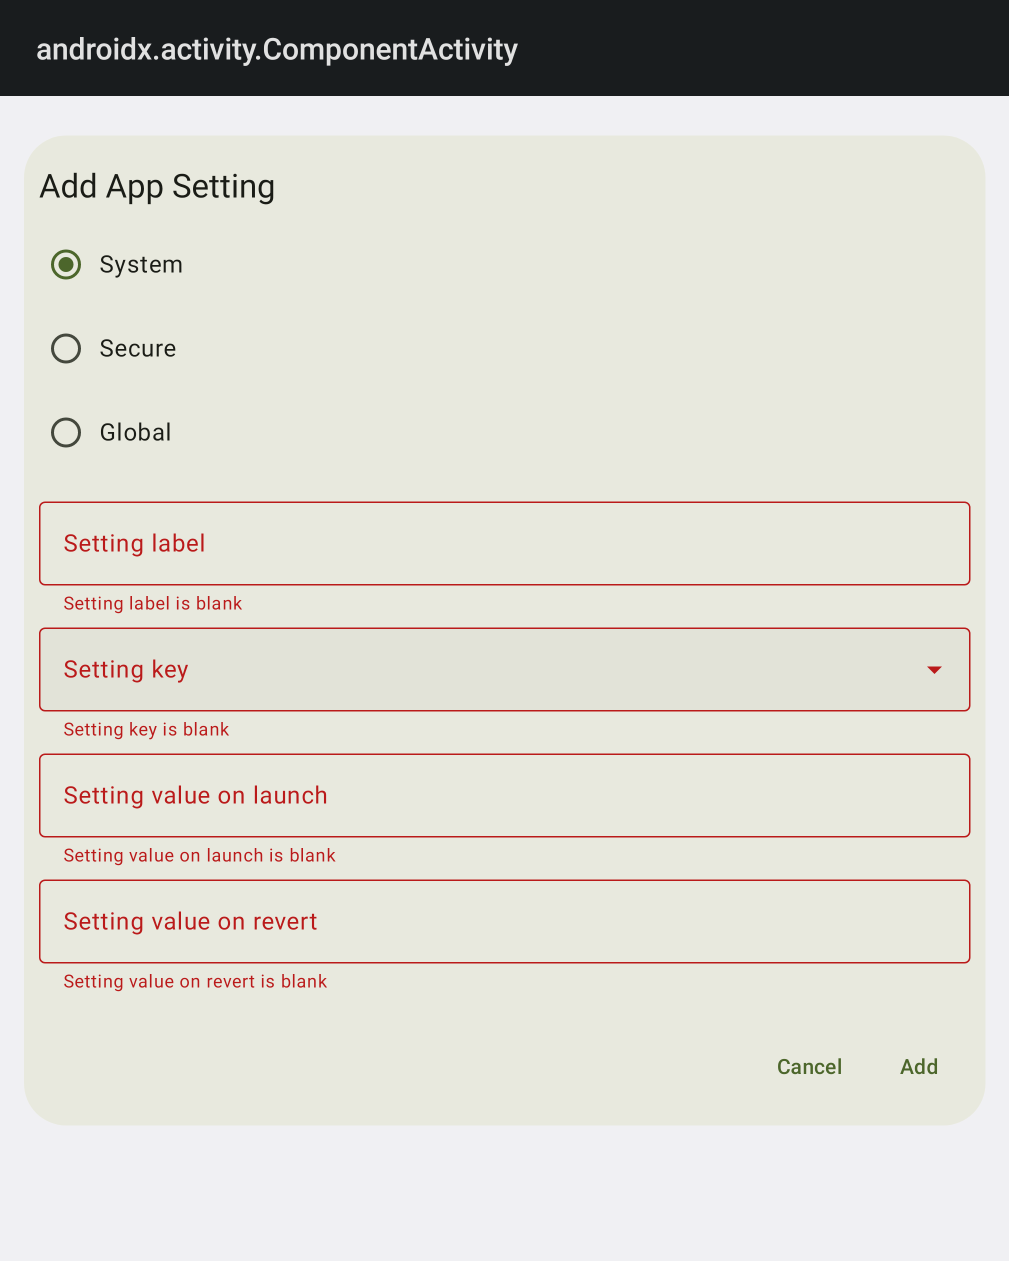 androidx.activity.ComponentActivity
Add App Setting
System
Secure
Global
Setting label
Setting label is blank
Setting key
Setting key is blank
Setting value on launch
Setting value on launch is blank
Setting value on revert
Setting value on revert is blank
Cancel Add